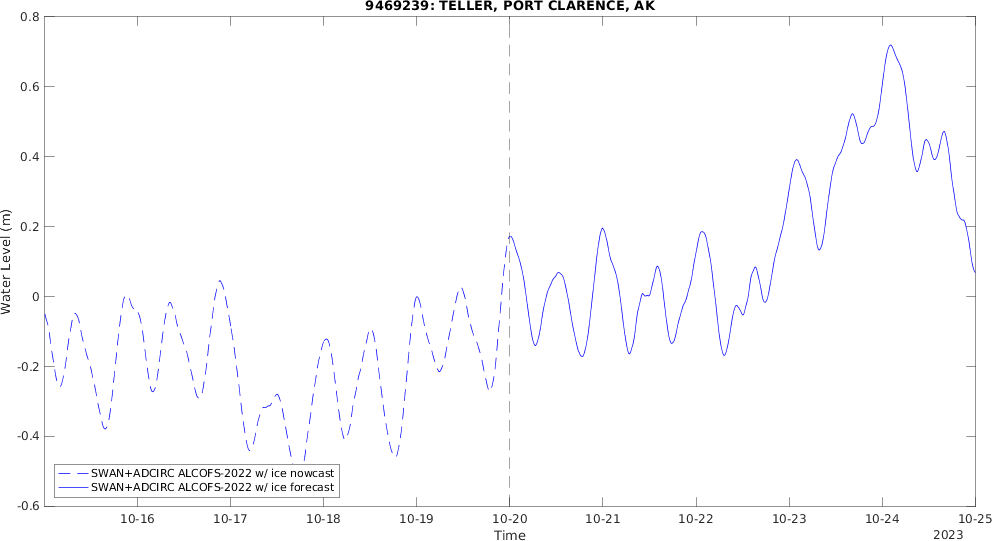 9469239: TELLER, PORT CLARENCE, AK
Water Level (m)
0.8
0.6
0.4
0.2
0
-0.2
-0.4
-0.6
SWAN+ADCIRC ALCOFS-2022 w/ ice nowcast
SWAN+ADCIRC ALCOFS-2022 w/ ice forecast
10-16 10-17 10-18 10-19 10-20 10-21 10-22 10-23 10-24 10-25
Time
2023